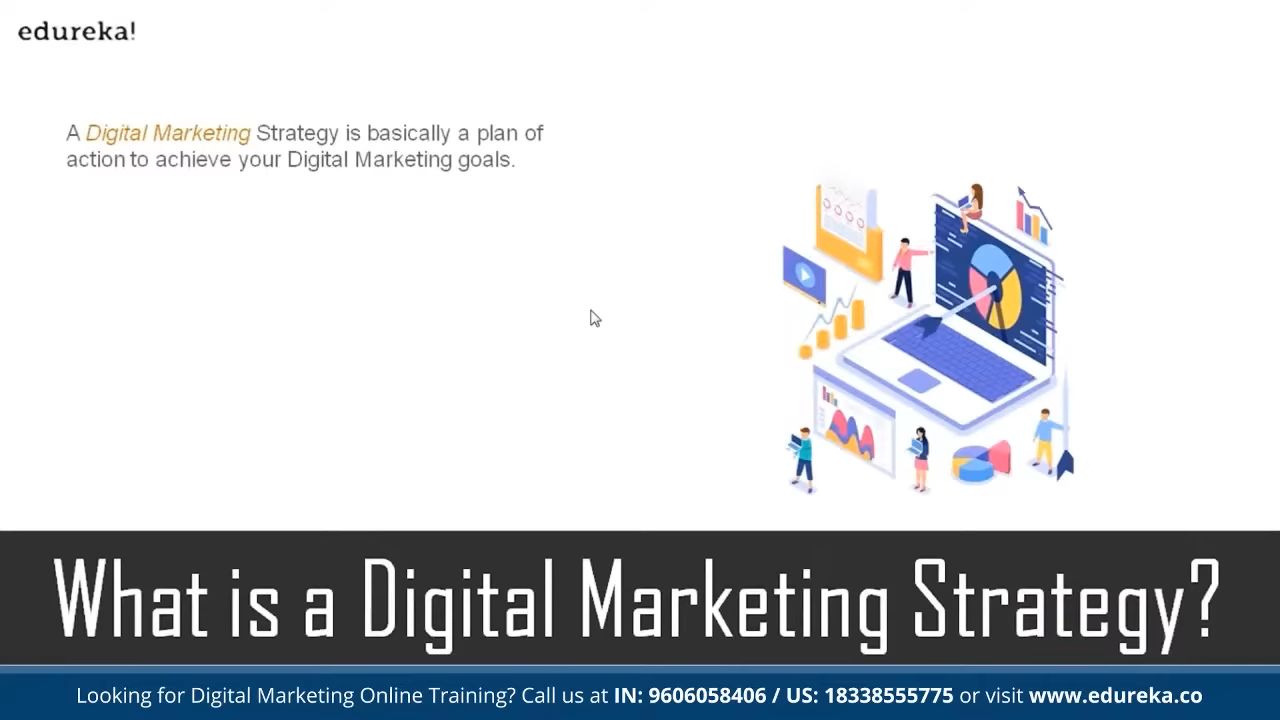 edureka!
A Digital Marketing Strategy is basically a plan of
action to achieve your Digital Marketing goals.
What is a Digital Marketing Strategy?
Looking for Digital Marketing Online Training? Call us at IN: 9606058406 / US: 18338555775 or visit www.edureka.co